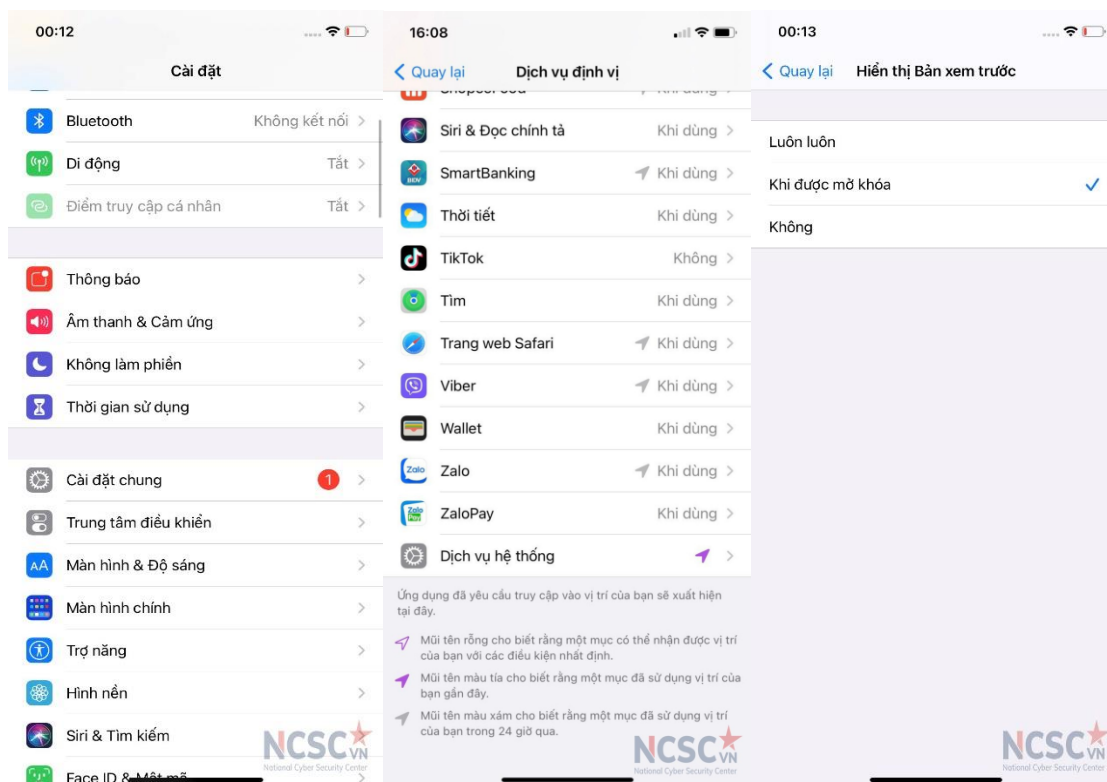 00:12
Cài đặt
Bluetooth Không kết nối
Di động Tắt
Điểm truy cập cá nhân Tắt
Thông báo
Âm thanh & Cảm ứng
Không làm phiền
Thời gian sử dụng
Cài đặt chung 1
Trung tâm điều khiển
AA Màn hình & Độ sáng
Màn hình chính
Trợ năng
Hình nền
Siri & Tìm kiếm
Face ID & Mật mã
NCSC VN
National Cyber Security Center
16:08
Quay lại Dịch vụ định vị
Siri & Đọc chính tả Khi dùng
BIDV SmartBanking Khi dùng
Thời tiết Khi dùng
TikTok Không
Tìm Khi dùng
Trang web Safari Khi dùng
Viber Khi dùng
Wallet Khi dùng
Zalo Zalo Khi dùng
Zalo Pay ZaloPay Khi dùng
Dịch vụ hệ thống
Ứng dụng đã yêu cầu truy cập vào vị trí của bạn sẽ xuất hiện
tại đây.
Mũi tên rỗng cho biết rằng một mục có thể nhận được vị trí
của bạn với các điều kiện nhất định.
Mũi tên màu tía cho biết rằng một mục đã sử dụng vị trí của
bạn gần đây.
Mũi tên màu xám cho biết rằng một mục đã sử dụng vị trí
của bạn trong 24 giờ qua.
NCSC VN
National Cyber Security Center
00:13
Quay lại Hiển thị Bản xem trước
Luôn luôn
Khi được mở khóa
Không
NCSC VN
National Cyber Security Center